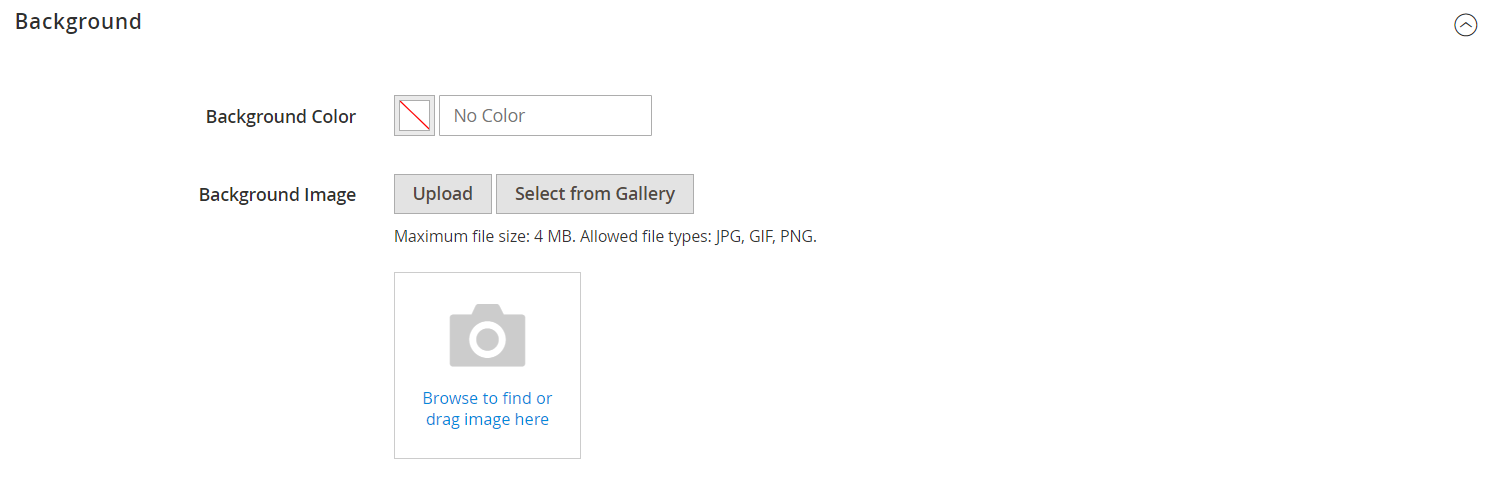 Background
Background Color
No Color
Background Image
Upload
Select from Gallery
Maximum file size: 4 MB. Allowed file types: JPG, GIF, PNG.
Browse to find or
drag image here